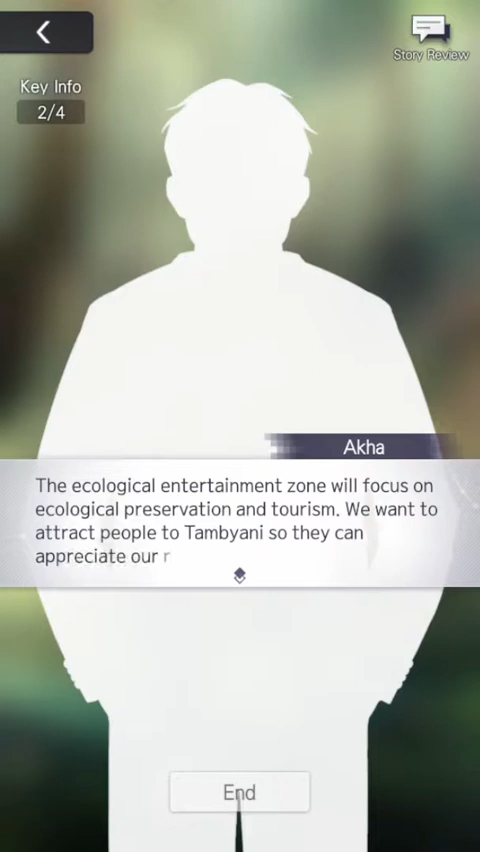 Story Review
Key Info
2/4
Akha
The ecological entertainment zone will focus on
ecological preservation and tourism. We want to
attract people to Tambyani so they can
appreciate our r
End